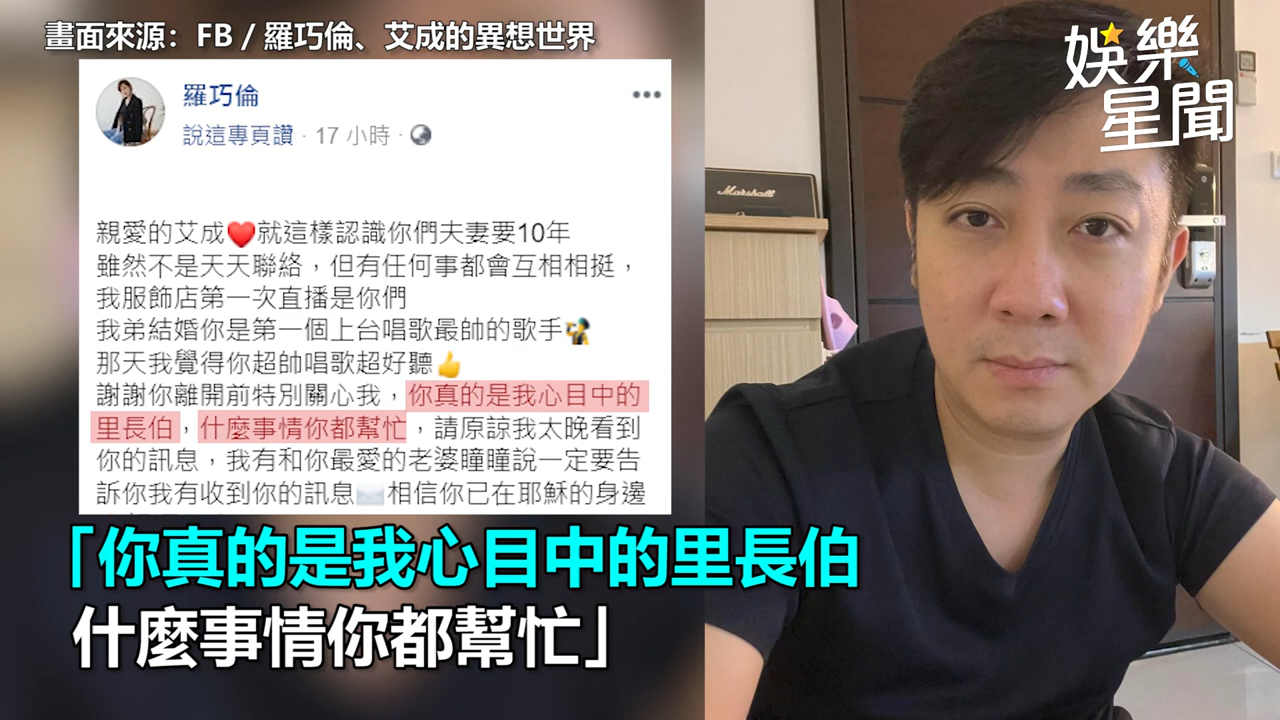 畫面來源：FB / 羅巧倫、艾成的異想世界
娛樂
星聞
羅巧倫
說這專頁讚 · 17 小時 ·
親愛的艾成❤️就這樣認識你們夫妻要10年
雖然不是天天聯絡，但有任何事都會互相相挺，
我服飾店第一次直播是你們
我弟結婚你是第一個上台唱歌最帥的歌手
那天我覺得你超帥唱歌超好聽👍
謝謝你離開前特別關心我，你真的是我心目中的
里長伯，什麼事情你都幫忙，請原諒我太晚看到
你的訊息，我有和你最愛的老婆瞳瞳說一定要告
訴你我有收到你的訊息✉️相信你已在耶穌的身邊
Marshall
「你真的是我心目中的里長伯
什麼事情你都幫忙」